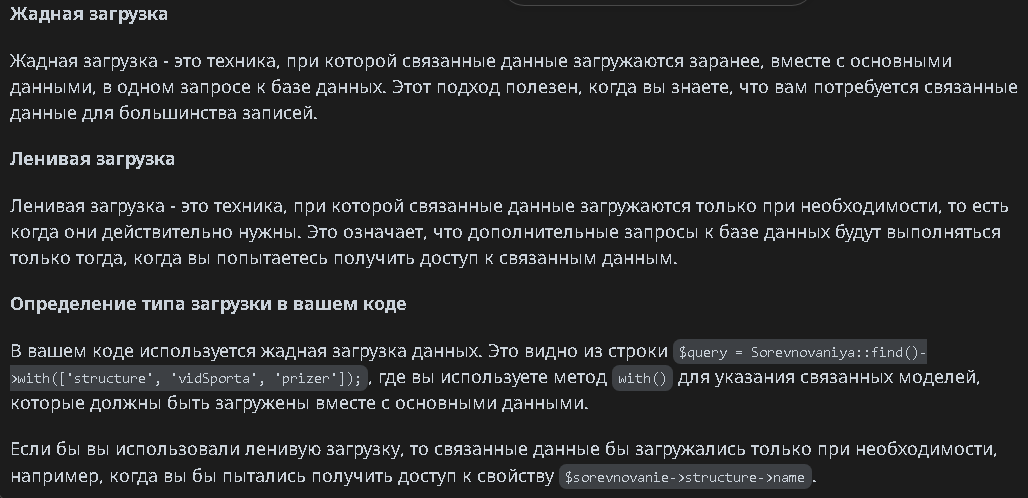 Жадная загрузка
Жадная загрузка - это техника, при которой связанные данные загружаются заранее, вместе с основными
данными, в одном запросе к базе данных. Этот подход полезен, когда вы знаете, что вам потребуется связанные
данные для большинства записей.
Ленивая загрузка
Ленивая загрузка - это техника, при которой связанные данные загружаются только при необходимости, то есть
когда они действительно нужны. Это означает, что дополнительные запросы к базе данных будут выполняться
только тогда, когда вы попытаетесь получить доступ к связанным данным.
Определение типа загрузки в вашем коде
В вашем коде используется жадная загрузка данных. Это видно из строки $query = Sorevnovaniya::find()-
>with(['structure', 'vidSporta', 'prizer']); , где вы используете метод with() для указания связанных моделей,
которые должны быть загружены вместе с основными данными.
Если бы вы использовали ленивую загрузку, то связанные данные бы загружались только при необходимости,
например, когда вы бы пытались получить доступ к свойству $sorevnovanie->structure->name .